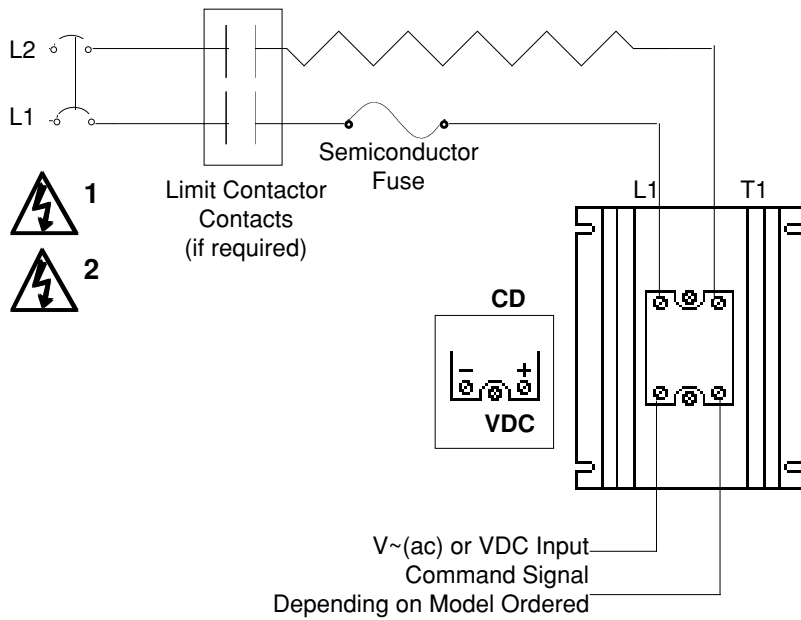 L2
L1
Semiconductor
Fuse
1
Limit Contactor
Contacts
(if required)
L1
T1
2
CD
– +
VDC
V~(ac) or VDC Input
Command Signal
Depending on Model Ordered